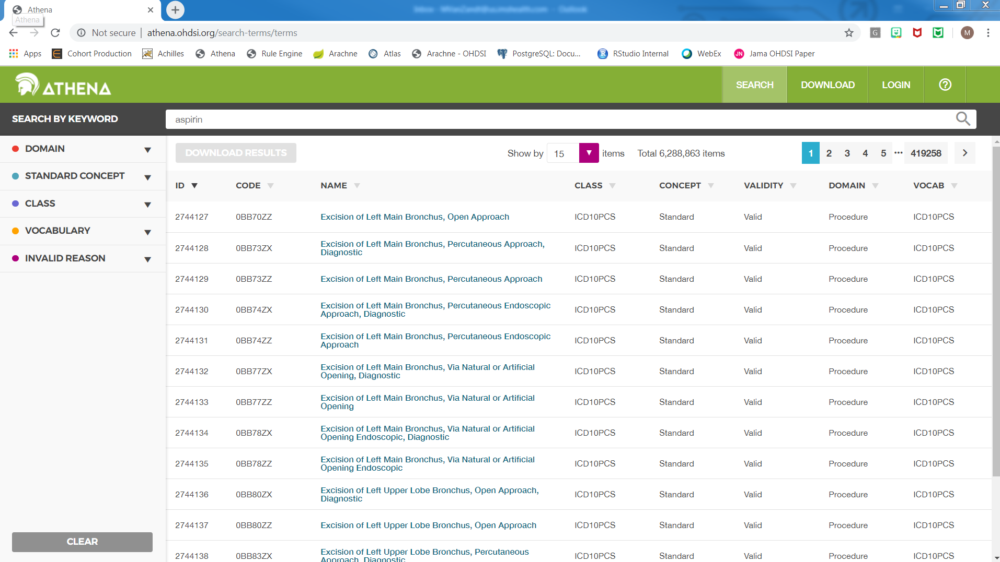 Athena
Athena
Not secure | athena.ohdsi.org/search-terms/terms
G
M
Apps Cohort Production Achilles Athena Rule Engine Arachne Atlas Arachne - OHDSI PostgreSQL: Docu... R RStudio Internal WebEx JN Jama OHDSI Paper
ATHENA SEARCH DOWNLOAD LOGIN ?
SEARCH BY KEYWORD aspirin
DOMAIN
STANDARD CONCEPT
CLASS
VOCABULARY
INVALID REASON
CLEAR
DOWNLOAD RESULTS Show by 15 items Total 6,288,863 items 1 2 3 4 5 ••• 419258 >
ID CODE NAME CLASS CONCEPT VALIDITY DOMAIN VOCAB
2744127 0BB70ZZ Excision of Left Main Bronchus, Open Approach ICD10PCS Standard Valid Procedure ICD10PCS
2744128 0BB73ZX Excision of Left Main Bronchus, Percutaneous Approach, ICD10PCS Standard Valid Procedure ICD10PCS
Diagnostic
2744129 0BB73ZZ Excision of Left Main Bronchus, Percutaneous Approach ICD10PCS Standard Valid Procedure ICD10PCS
2744130 0BB74ZX Excision of Left Main Bronchus, Percutaneous Endoscopic ICD10PCS Standard Valid Procedure ICD10PCS
Approach, Diagnostic
2744131 0BB74ZZ Excision of Left Main Bronchus, Percutaneous Endoscopic ICD10PCS Standard Valid Procedure ICD10PCS
Approach
2744132 0BB77ZX Excision of Left Main Bronchus, Via Natural or Artificial ICD10PCS Standard Valid Procedure ICD10PCS
Opening, Diagnostic
2744133 0BB77ZZ Excision of Left Main Bronchus, Via Natural or Artificial ICD10PCS Standard Valid Procedure ICD10PCS
Opening
2744134 0BB78ZX Excision of Left Main Bronchus, Via Natural or Artificial ICD10PCS Standard Valid Procedure ICD10PCS
Opening Endoscopic, Diagnostic
2744135 0BB78ZZ Excision of Left Main Bronchus, Via Natural or Artificial ICD10PCS Standard Valid Procedure ICD10PCS
Opening Endoscopic
2744136 0BB80ZX Excision of Left Upper Lobe Bronchus, Open Approach, ICD10PCS Standard Valid Procedure ICD10PCS
Diagnostic
2744137 0BB80ZZ Excision of Left Upper Lobe Bronchus, Open Approach ICD10PCS Standard Valid Procedure ICD10PCS
2744138 0BB83ZX Excision of Left Upper Lobe Bronchus, Percutaneous ICD10PCS Standard Valid Procedure ICD10PCS
Approach, Diagnostic